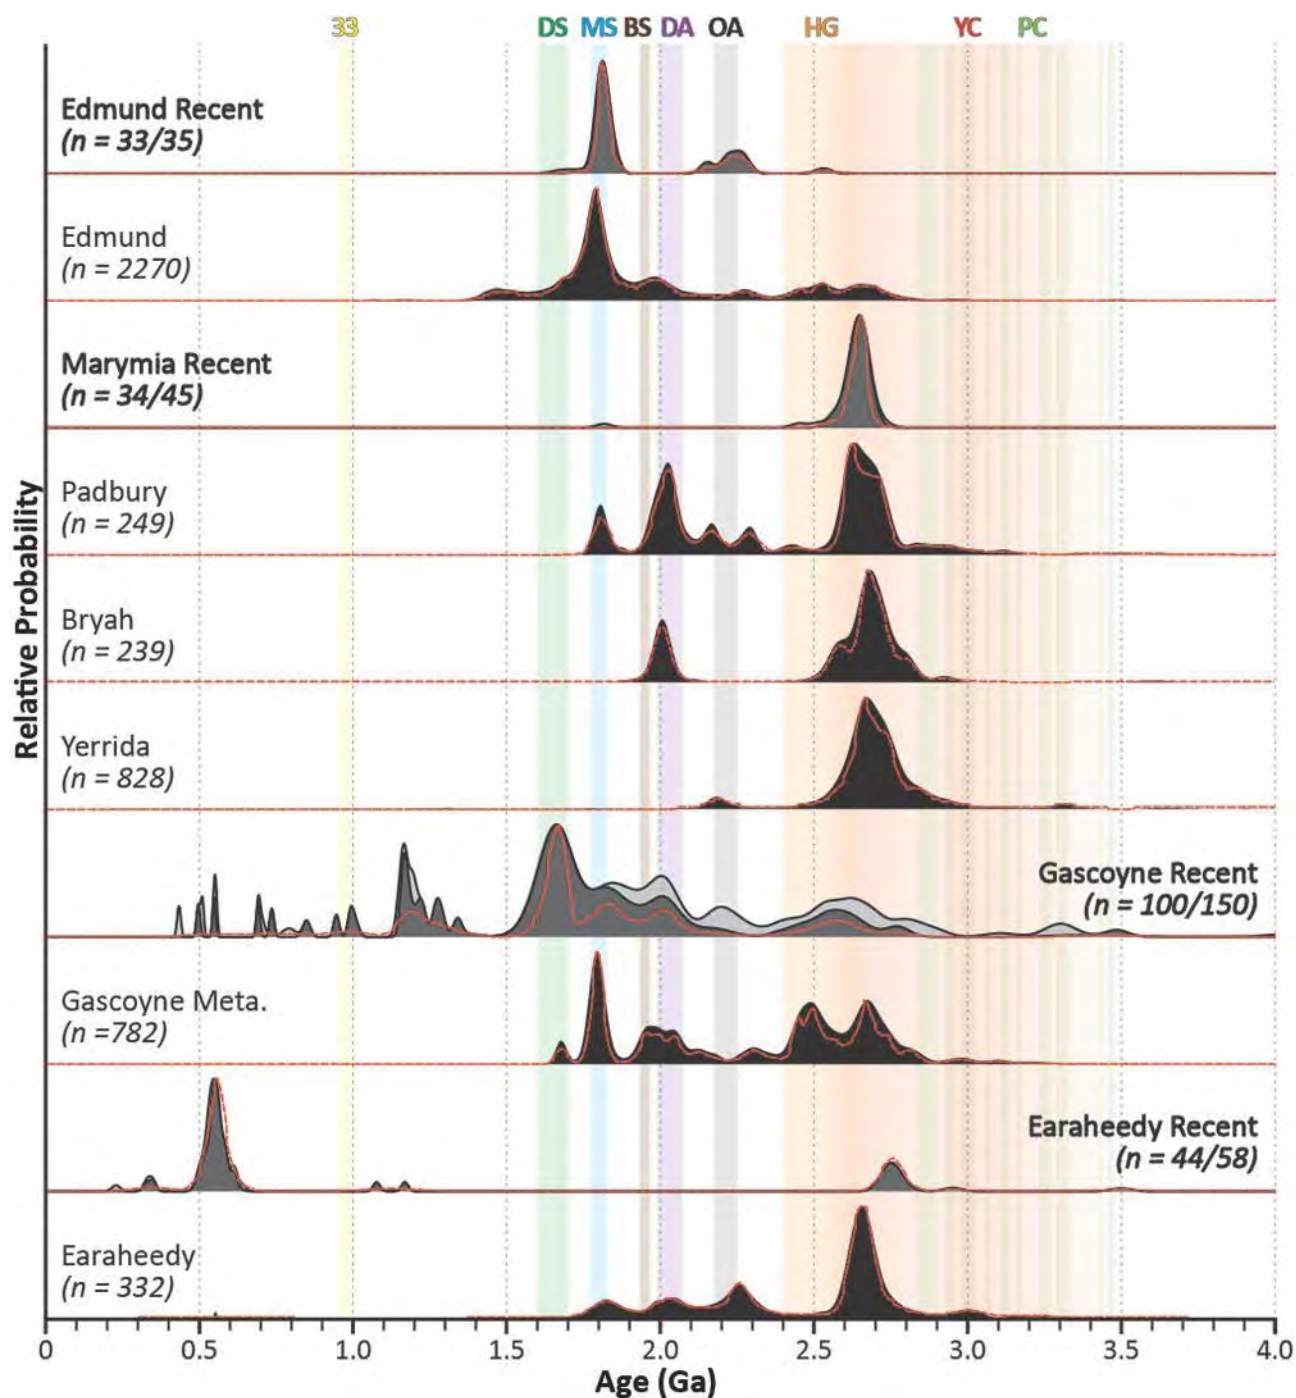 33 DS MS BS DA OA HG YC PC
Edmund Recent
(n = 33/35)
Edmund
(n = 2270)
Marymia Recent
(n = 34/45)
Padbury
(n = 249)
Bryah
(n = 239)
Yerrida
(n = 828)
Gascoyne Recent
(n = 100/150)
Gascoyne Meta.
(n =782)
Earaheedy Recent
(n = 44/58)
Earaheedy
(n = 332)
Relative Probability
0 0.5 1.0 1.5 2.0 2.5 3.0 3.5 4.0
Age (Ga)